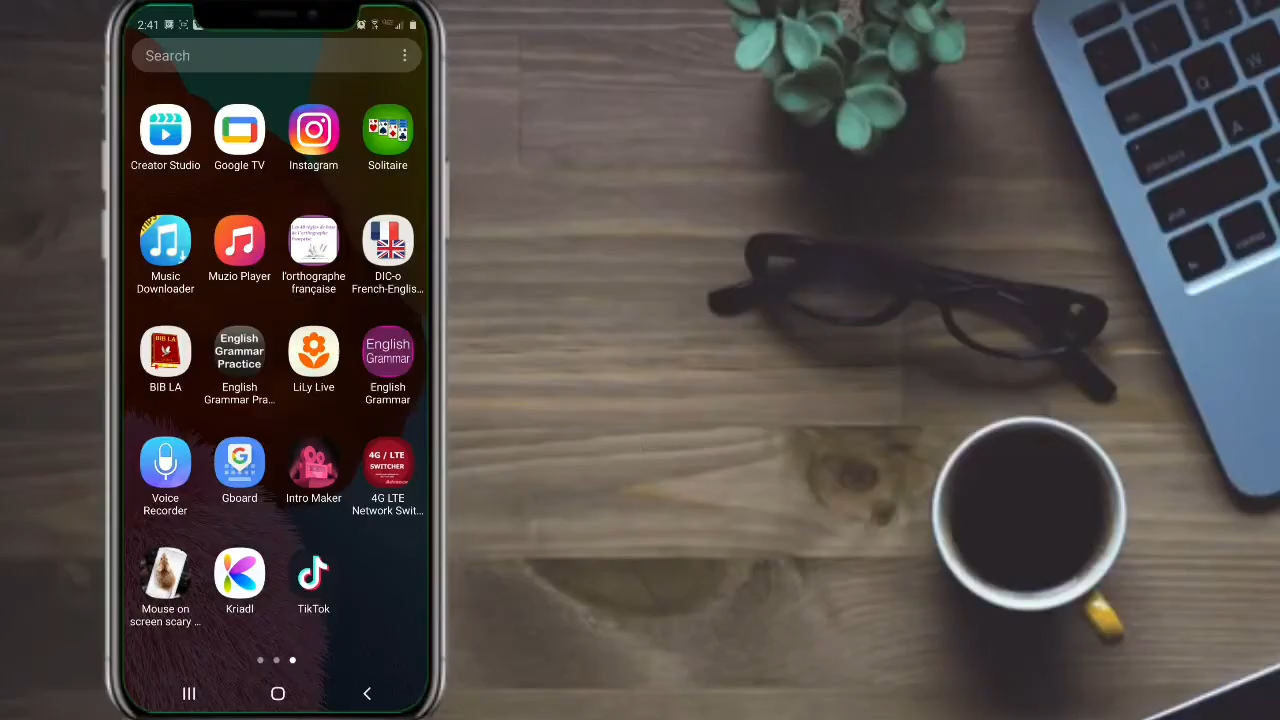 2:41
Search
Creator Studio
Google TV
Instagram
Solitaire
Music
Downloader
Muzio Player
l'orthographe
française
DIC-o
French-Englis...
BIB LA
BIB LA
English
Grammar
Practice
English
Grammar Pra...
LiLy Live
English
Grammar
English
Grammar
Voice
Recorder
Gboard
Intro Maker
4G / LTE
SWITCHER
4G LTE
Network Swit...
Mouse on
screen scary ...
Kriadl
TikTok